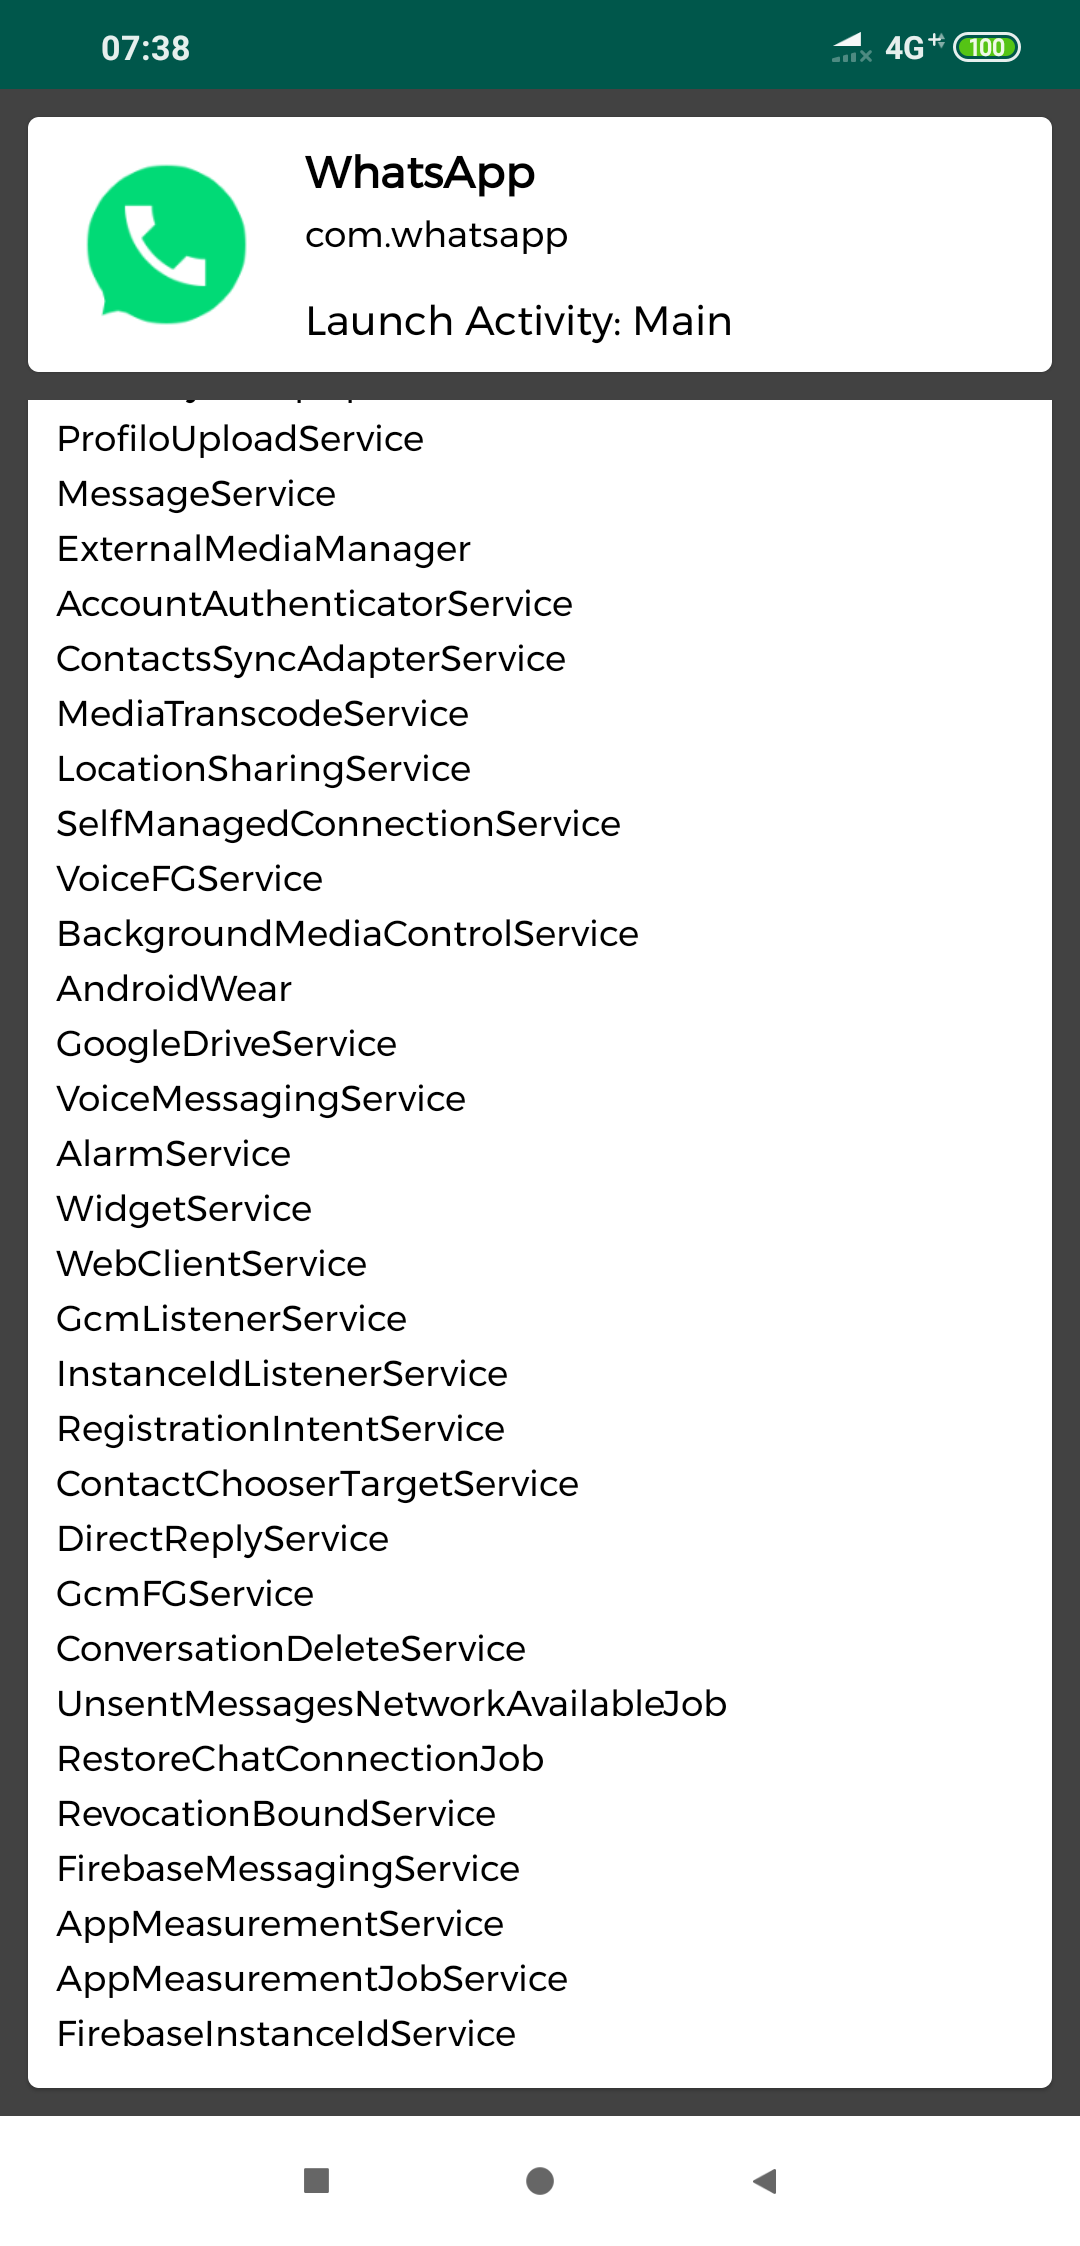 07:38
4G+ 100
WhatsApp
com.whatsapp
Launch Activity: Main
ProfiloUploadService
MessageService
ExternalMediaManager
AccountAuthenticatorService
ContactsSyncAdapterService
MediaTranscodeService
LocationSharingService
SelfManagedConnectionService
VoiceFGService
BackgroundMediaControlService
AndroidWear
GoogleDriveService
VoiceMessagingService
AlarmService
WidgetService
WebClientService
GcmListenerService
InstanceIdListenerService
RegistrationIntentService
ContactChooserTargetService
DirectReplyService
GcmFGService
ConversationDeleteService
UnsentMessagesNetworkAvailableJob
RestoreChatConnectionJob
RevocationBoundService
FirebaseMessagingService
AppMeasurementService
AppMeasurementJobService
FirebaseInstanceIdService